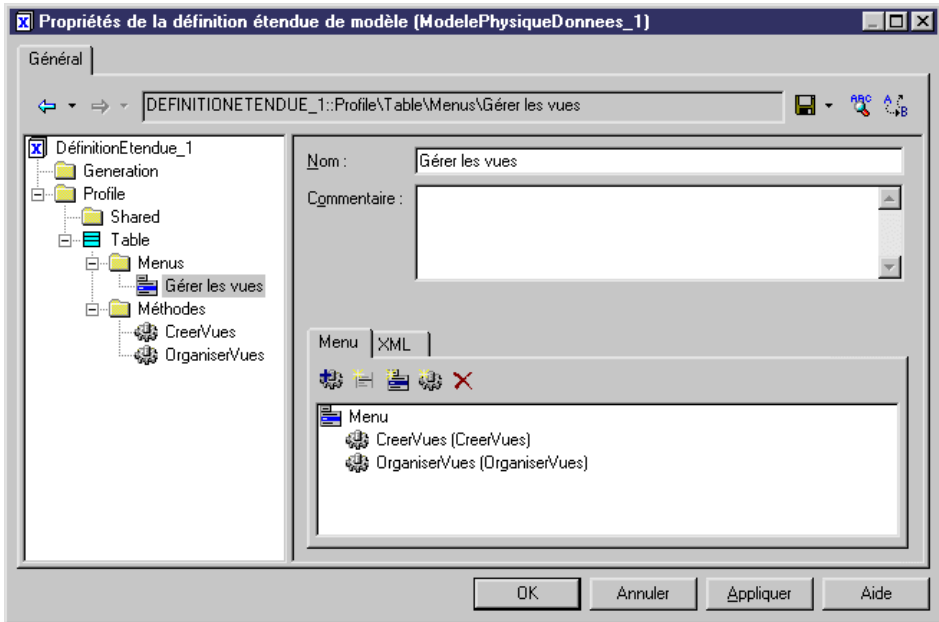 Propriétés de la définition étendue de modèle (ModelePhysiqueDonnees_1)
Général
DEFINITIONETENDUE_1::Profile\Table\Menus\Gérer les vues
ABC
A
B
DéfinitionEtendue_1
Generation
Profile
Shared
Table
Menus
Gérer les vues
Méthodes
CreerVues
OrganiserVues
Nom :
Gérer les vues
Commentaire :
Menu
XML
Menu
CreerVues (CreerVues)
OrganiserVues (OrganiserVues)
OK
Annuler
Appliquer
Aide